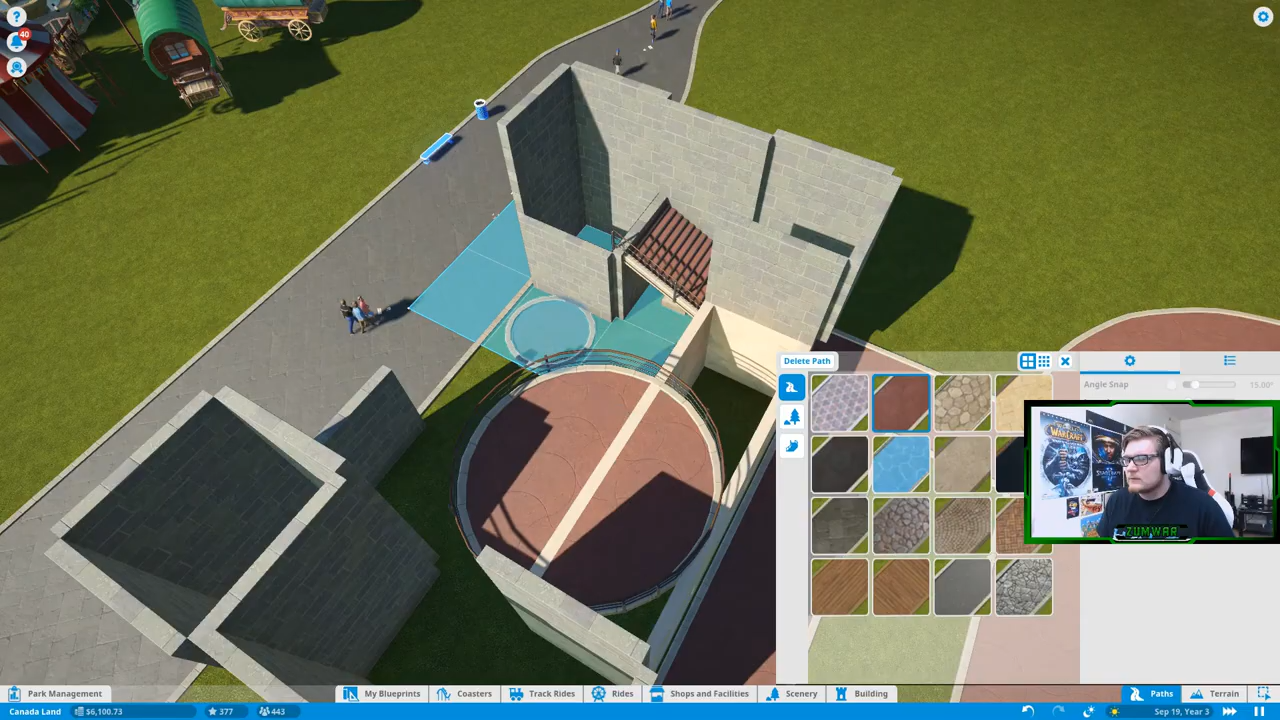 ?
40
Delete Path
Angle Snap
15.00°
WARCRAFT
STARCRAFT
ZUMWAR
Park Management
My Blueprints
Coasters
Track Rides
Rides
Shops and Facilities
Scenery
Building
Paths
Terrain
Canada Land
$6,100.73
377
443
Sep 19, Year 3